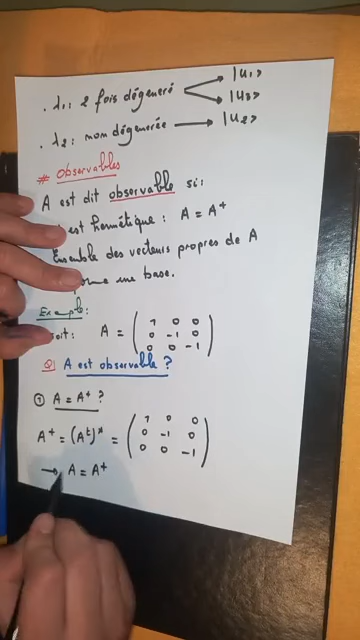 . λ₁ : 2 fois dégeneré → |u₁>
→ |u₃>
. λ₂ : non dégenerée → |u₂>
# Observables
A est dit observable si:
est hermétique : A = A⁺
Ensemble des vecteurs propres de A
forme une base.
Exemple:
soit : A = ( 1 0 0
0 -1 0
0 0 -1 )
Q) A est observable ?
① A = A⁺ ?
A⁺ = (Aᵗ)* = ( 1 0 0
0 -1 0
0 0 -1 )
→ A = A⁺